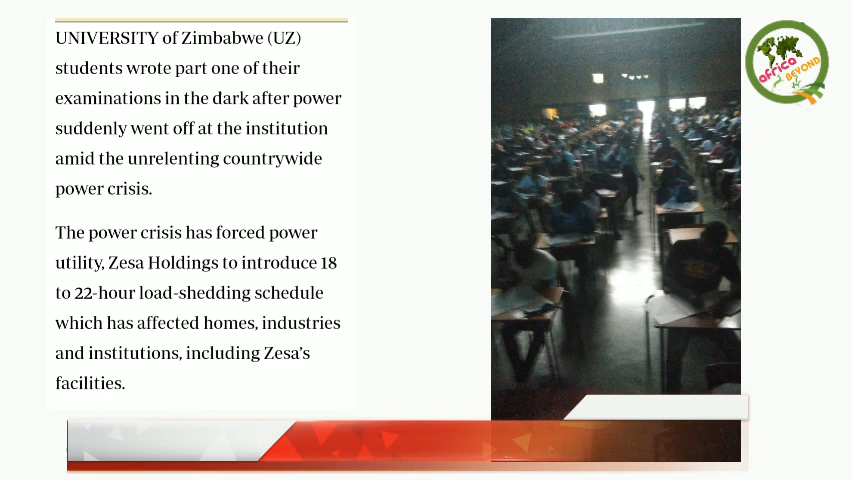 UNIVERSITY of Zimbabwe (UZ)
students wrote part one of their
examinations in the dark after power
suddenly went off at the institution
amid the unrelenting countrywide
power crisis.
The power crisis has forced power
utility, Zesa Holdings to introduce 18
to 22-hour load-shedding schedule
which has affected homes, industries
and institutions, including Zesa’s
facilities.
africa
BEYOND